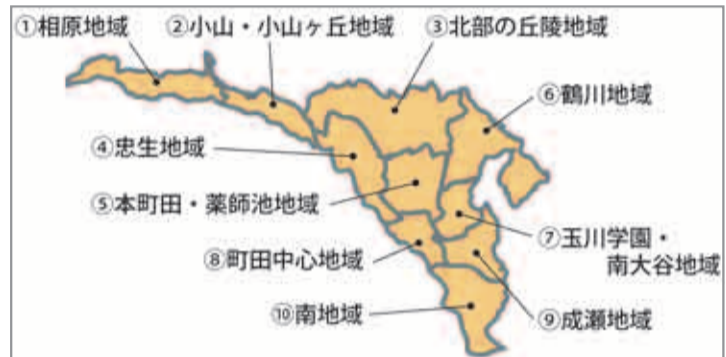 ①相原地域
②小山・小山ヶ丘地域
③北部の丘陵地域
⑥鶴川地域
④忠生地域
⑤本町田・薬師池地域
⑦玉川学園・
南大谷地域
⑧町田中心地域
⑩南地域
⑨成瀬地域